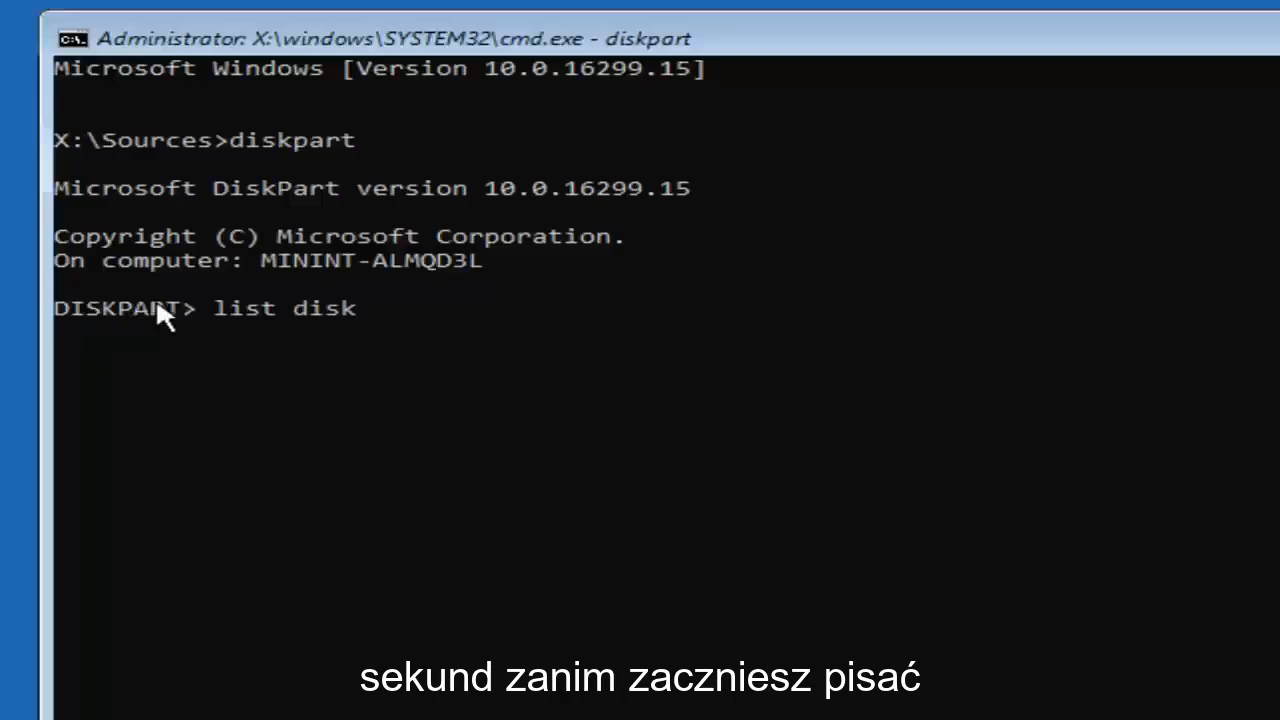 Administrator: X:\windows\SYSTEM32\cmd.exe - diskpart
Microsoft Windows [Version 10.0.16299.15]
X:\Sources>diskpart
Microsoft DiskPart version 10.0.16299.15
Copyright (C) Microsoft Corporation.
On computer: MININT-ALMQD3L
DISKPART> list disk
sekund zanim zaczniesz pisać